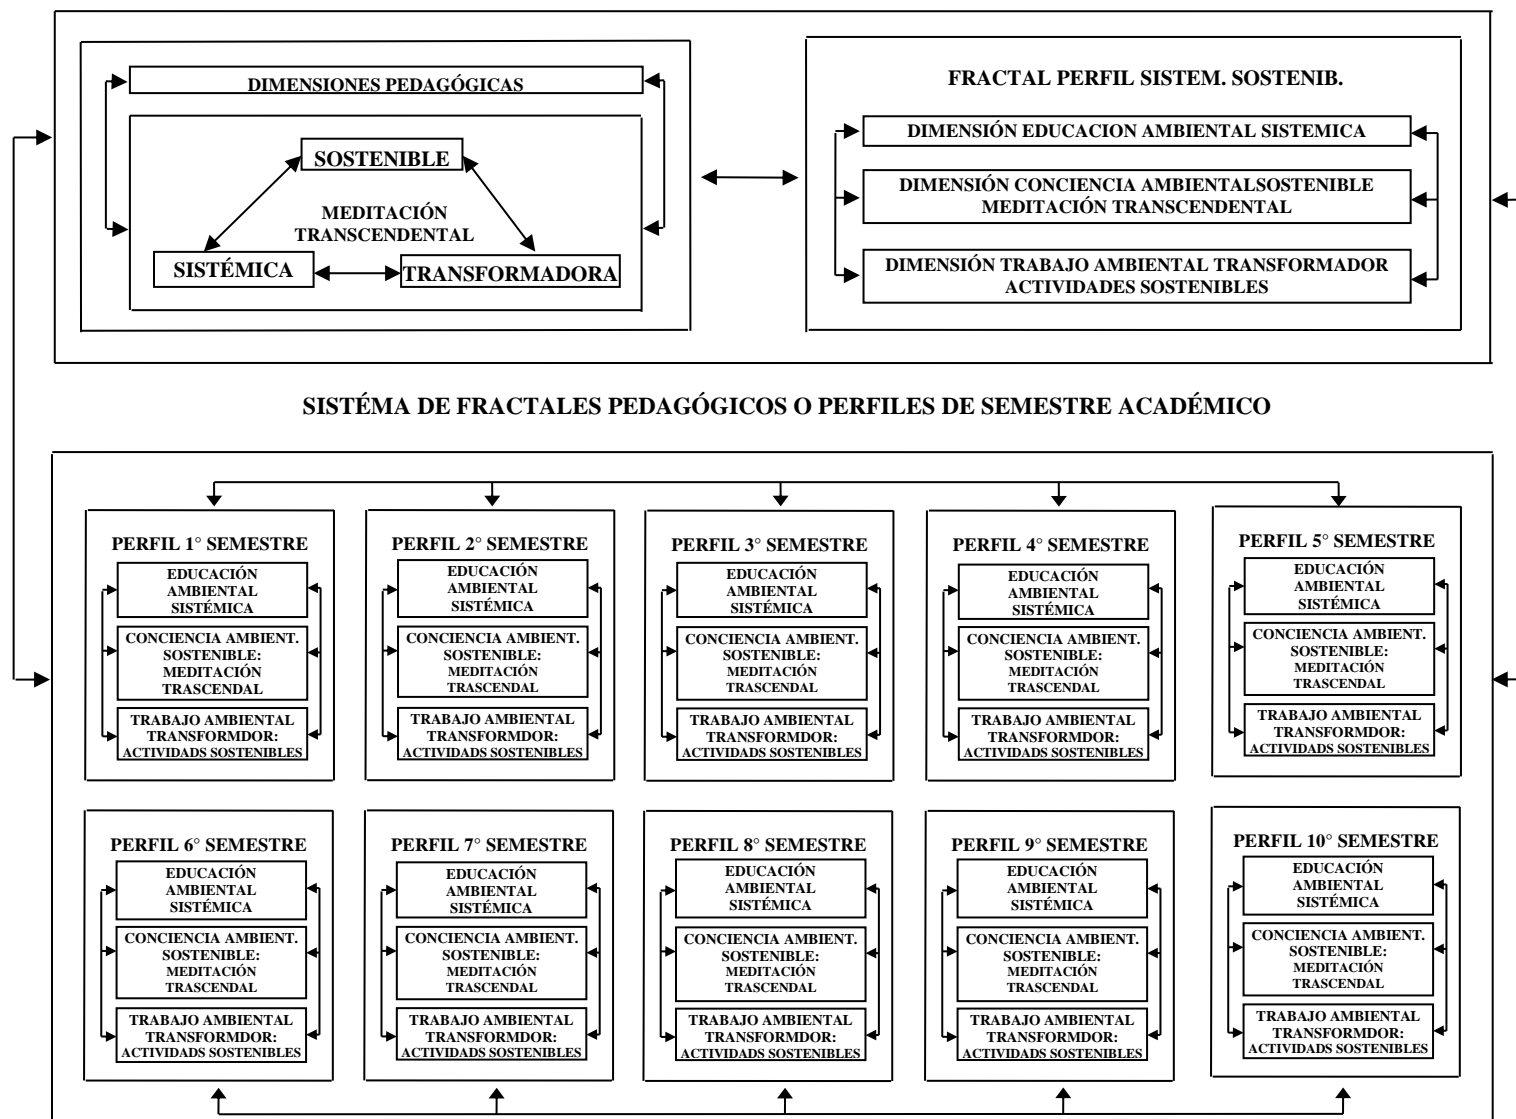 DIMENSIONES PEDAGÓGICAS
SOSTENIBLE
MEDITACIÓN
TRANSCENDENTAL
SISTÉMICA
TRANSFORMADORA
FRACTAL PERFIL SISTEM. SOSTENIB.
DIMENSIÓN EDUCACION AMBIENTAL SISTEMICA
DIMENSIÓN CONCIENCIA AMBIENTALSOSTENIBLE
MEDITACIÓN TRANSCENDENTAL
DIMENSIÓN TRABAJO AMBIENTAL TRANSFORMADOR
ACTIVIDADES SOSTENIBLES
SISTÉMA DE FRACTALES PEDAGÓGICOS O PERFILES DE SEMESTRE ACADÉMICO
PERFIL 1° SEMESTRE
EDUCACIÓN
AMBIENTAL
SISTÉMICA
CONCIENCIA AMBIENT.
SOSTENIBLE:
MEDITACIÓN
TRASCENDAL
TRABAJO AMBIENTAL
TRANSFORMDOR:
ACTIVIDADS SOSTENIBLES
PERFIL 2° SEMESTRE
EDUCACIÓN
AMBIENTAL
SISTÉMICA
CONCIENCIA AMBIENT.
SOSTENIBLE:
MEDITACIÓN
TRASCENDAL
TRABAJO AMBIENTAL
TRANSFORMDOR:
ACTIVIDADS SOSTENIBLES
PERFIL 3° SEMESTRE
EDUCACIÓN
AMBIENTAL
SISTÉMICA
CONCIENCIA AMBIENT.
SOSTENIBLE:
MEDITACIÓN
TRASCENDAL
TRABAJO AMBIENTAL
TRANSFORMDOR:
ACTIVIDADS SOSTENIBLES
PERFIL 4° SEMESTRE
EDUCACIÓN
AMBIENTAL
SISTÉMICA
CONCIENCIA AMBIENT.
SOSTENIBLE:
MEDITACIÓN
TRASCENDAL
TRABAJO AMBIENTAL
TRANSFORMDOR:
ACTIVIDADS SOSTENIBLES
PERFIL 5° SEMESTRE
EDUCACIÓN
AMBIENTAL
SISTÉMICA
CONCIENCIA AMBIENT.
SOSTENIBLE:
MEDITACIÓN
TRASCENDAL
TRABAJO AMBIENTAL
TRANSFORMDOR:
ACTIVIDADS SOSTENIBLES
PERFIL 6° SEMESTRE
EDUCACIÓN
AMBIENTAL
SISTÉMICA
CONCIENCIA AMBIENT.
SOSTENIBLE:
MEDITACIÓN
TRASCENDAL
TRABAJO AMBIENTAL
TRANSFORMDOR:
ACTIVIDADS SOSTENIBLES
PERFIL 7° SEMESTRE
EDUCACIÓN
AMBIENTAL
SISTÉMICA
CONCIENCIA AMBIENT.
SOSTENIBLE:
MEDITACIÓN
TRASCENDAL
TRABAJO AMBIENTAL
TRANSFORMDOR:
ACTIVIDADS SOSTENIBLES
PERFIL 8° SEMESTRE
EDUCACIÓN
AMBIENTAL
SISTÉMICA
CONCIENCIA AMBIENT.
SOSTENIBLE:
MEDITACIÓN
TRASCENDAL
TRABAJO AMBIENTAL
TRANSFORMDOR:
ACTIVIDADS SOSTENIBLES
PERFIL 9° SEMESTRE
EDUCACIÓN
AMBIENTAL
SISTÉMICA
CONCIENCIA AMBIENT.
SOSTENIBLE:
MEDITACIÓN
TRASCENDAL
TRABAJO AMBIENTAL
TRANSFORMDOR:
ACTIVIDADS SOSTENIBLES
PERFIL 10° SEMESTRE
EDUCACIÓN
AMBIENTAL
SISTÉMICA
CONCIENCIA AMBIENT.
SOSTENIBLE:
MEDITACIÓN
TRASCENDAL
TRABAJO AMBIENTAL
TRANSFORMDOR:
ACTIVIDADS SOSTENIBLES